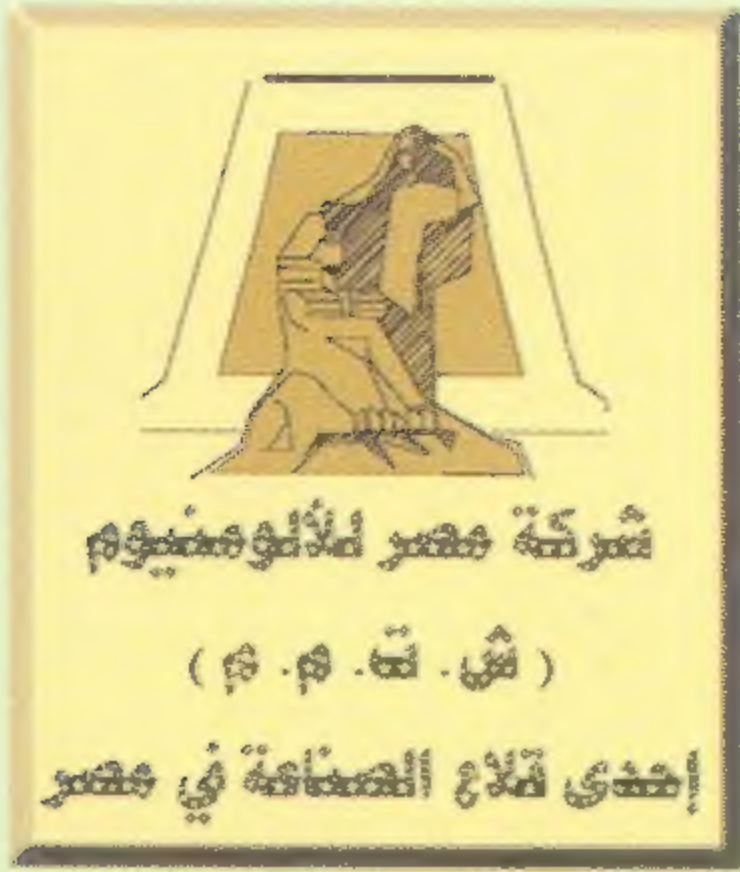 شركة مصر للألومنيوم
( ش . ت . م . م )
إحدى قلاع الصناعة في مصر